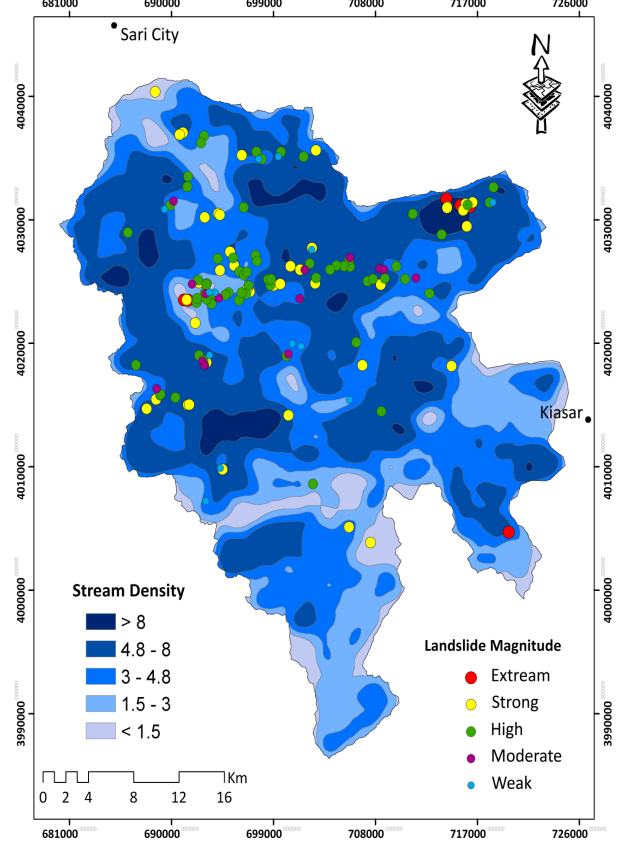 681000 690000 699000 708000 717000 726000
Sari City
N
4040000
4040000
4030000
4030000
4020000
4020000
Kiasar
4010000
4010000
4000000
4000000
3990000
3990000
Stream Density
> 8
4.8 - 8
3 - 4.8
1.5 - 3
< 1.5
Landslide Magnitude
Extream
Strong
High
Moderate
Weak
Km
0 2 4 8 12 16
681000 690000 699000 708000 717000 726000